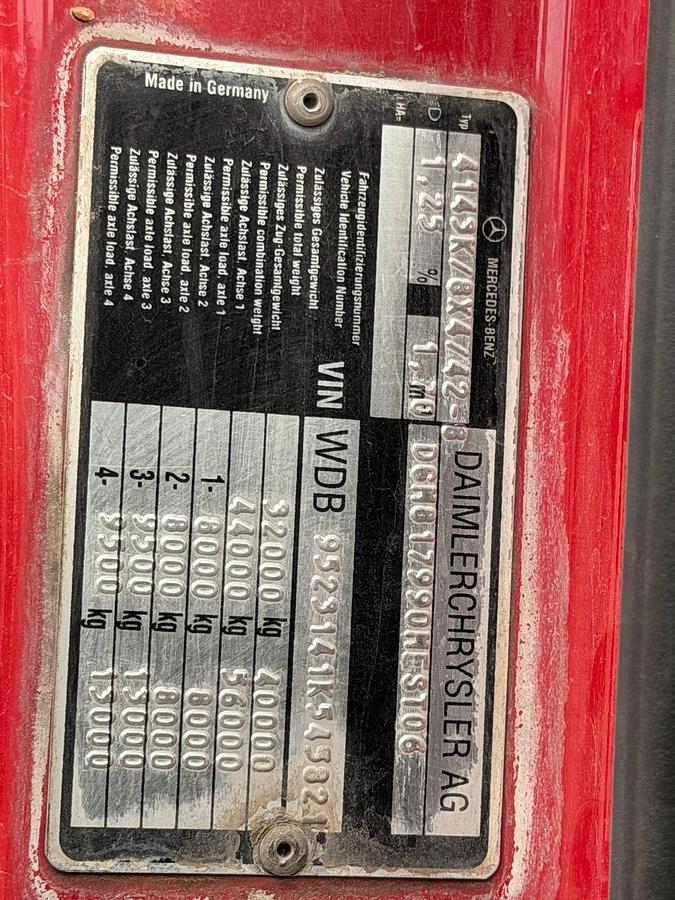 MERCEDES-BENZ
DAIMLERCHRYSLER AG
Typ 4143K/8X4/42-8
1,25 % 1,70 m
LHA=
Fahrzeugidentifizierungsnummer
Vehicle Identification Number
VIN WDB
Zulässiges Gesamtgewicht
Permissible total weight
32000 kg 40000
Zulässiges Zug-Gesamtgewicht
Permissible combination weight
44000 kg 56000
Zulässige Achslast, Achse 1
Permissible axle load, axle 1
1- 8000 kg 8000
Zulässige Achslast, Achse 2
Permissible axle load, axle 2
2- 8000 kg 8000
Zulässige Achslast, Achse 3
Permissible axle load, axle 3
3- 9500 kg 13000
Zulässige Achslast, Achse 4
Permissible axle load, axle 4
4- 9500 kg 13000
Made in Germany